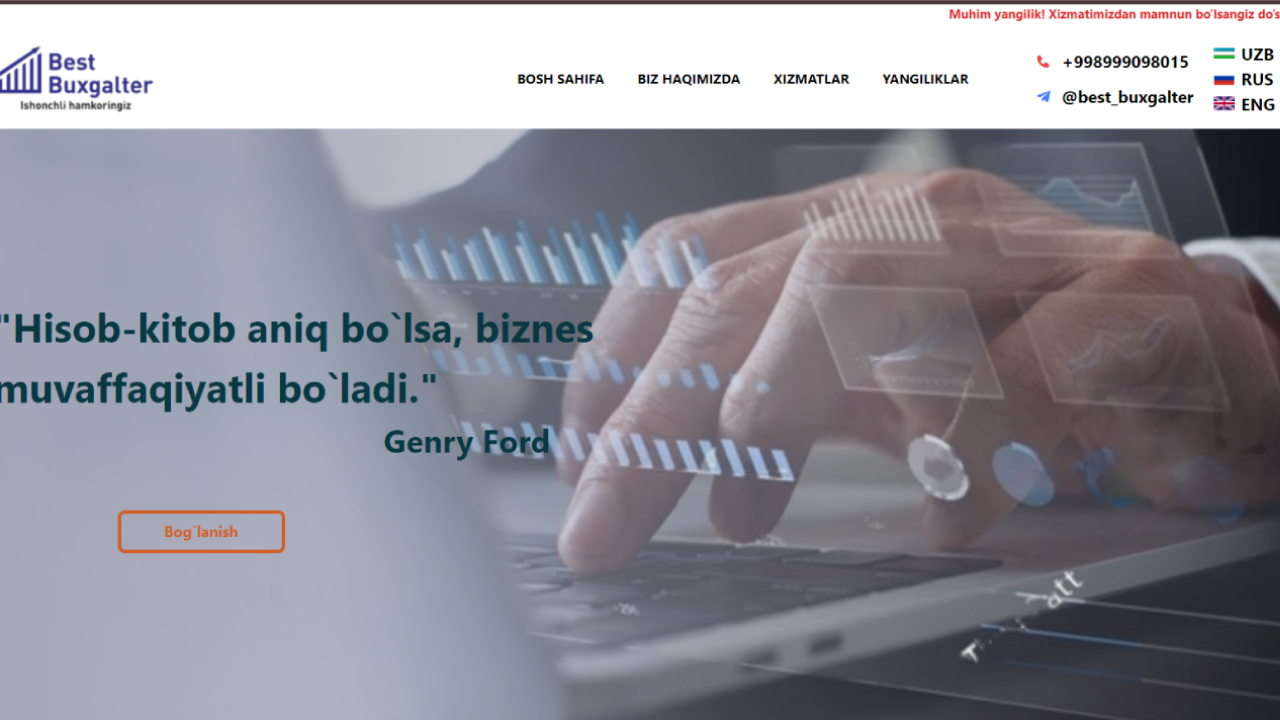 Muhim yangilik! Xizmatimizdan mamnun bo`lsangiz do's
Best
Buxgalter
Ishonchli hamkoringiz
BOSH SAHIFA BIZ HAQIMIZDA XIZMATLAR YANGILIKLAR
+998999098015
@best_buxgalter
UZB
RUS
ENG
"Hisob-kitob aniq bo`lsa, biznes
muvaffaqiyatli bo`ladi."
Genry Ford
Bog`lanish